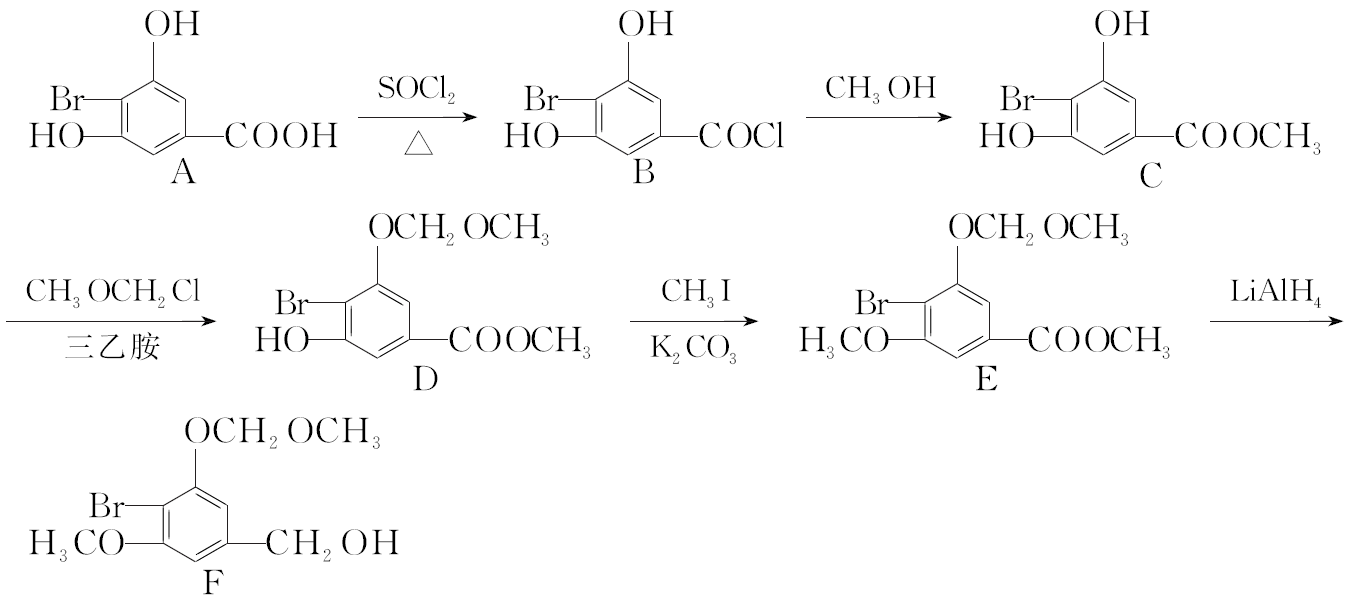 OH OH OH
Br SOCl₂ Br CH₃OH Br
HO COOH △ HO COCl HO COOCH₃
A B C
OCH₂OCH₃ OCH₂OCH₃
CH₃OCH₂Cl Br CH₃I Br LiAlH₄
三乙胺 HO COOCH₃ K₂CO₃ H₃CO COOCH₃
D E
OCH₂OCH₃
Br
H₃CO CH₂OH
F